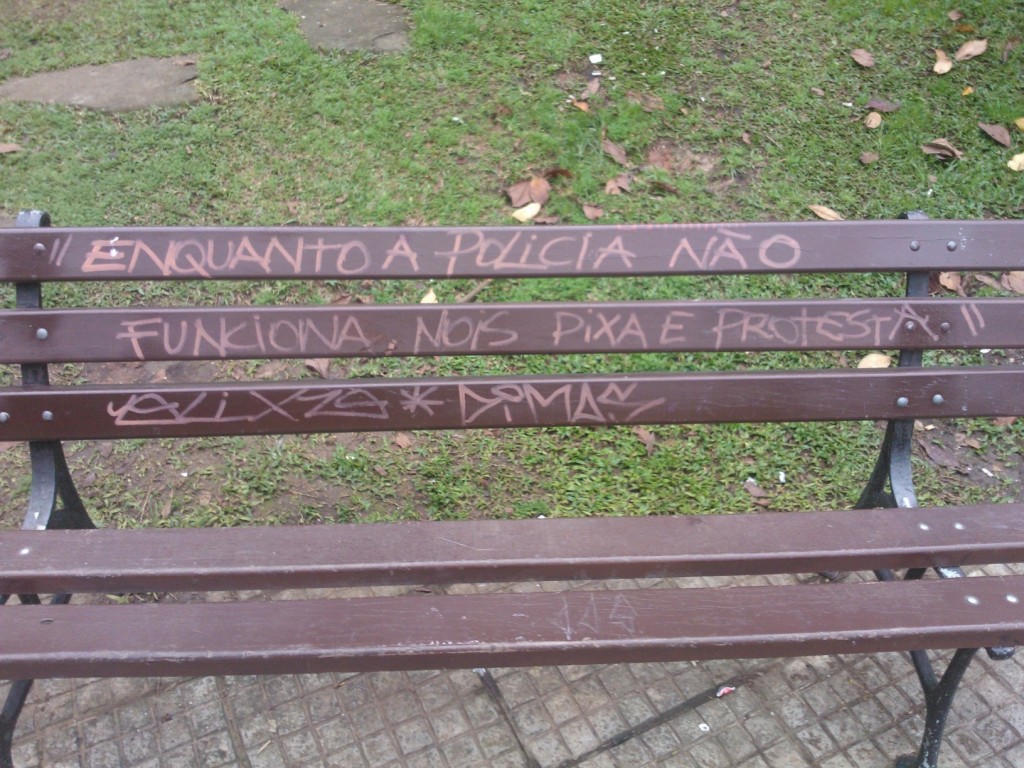 "ENQUANTO A POLICIA NÃO
FUNCIONA NOIS PIXA E PROTESTA"